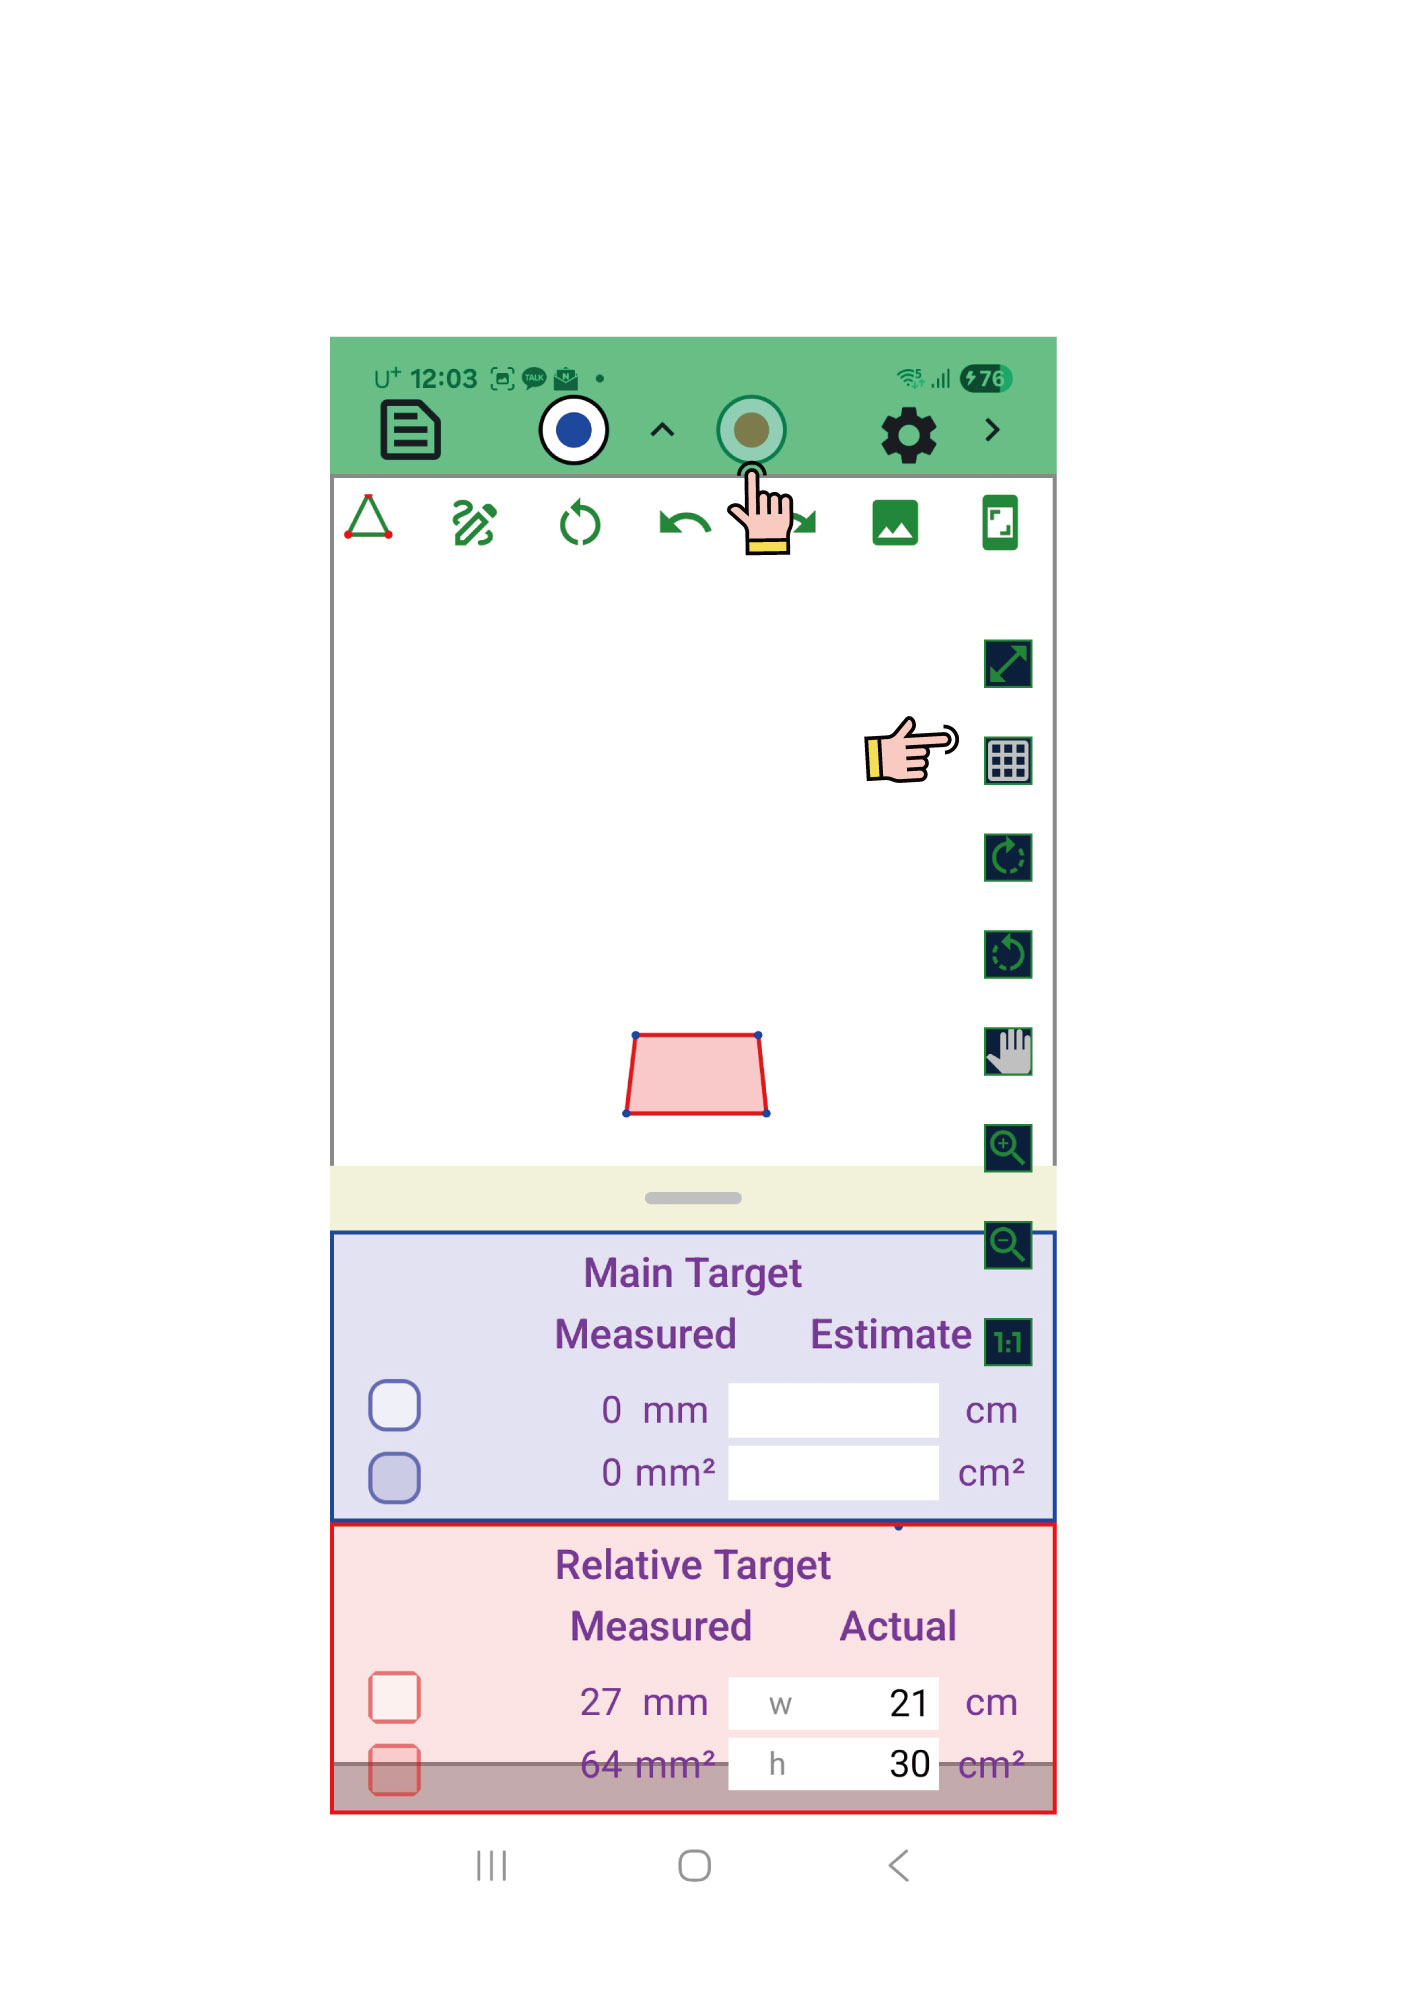 U+ 12:03 TALK N 5 76
Main Target
Measured Estimate 1:1
0 mm cm
0 mm² cm²
Relative Target
Measured Actual
27 mm w 21 cm
64 mm² h 30 cm²